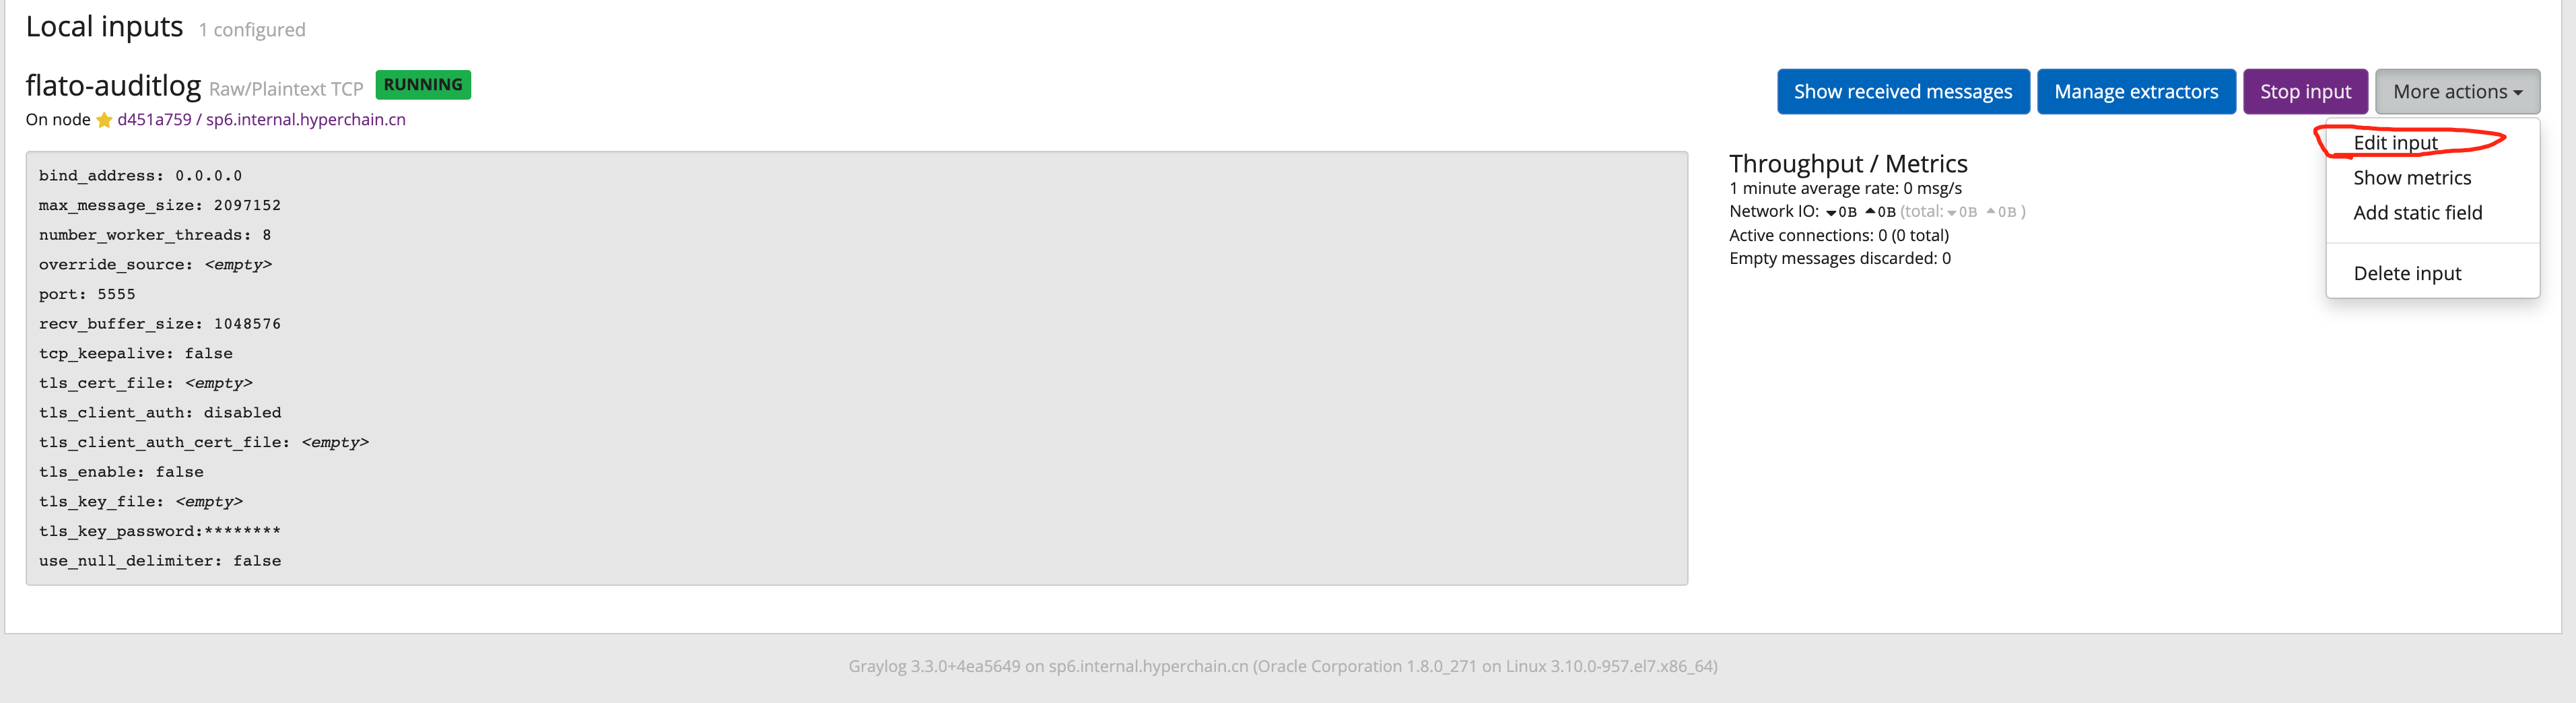 Local inputs 1 configured
flato-auditlog Raw/Plaintext TCP RUNNING
Show received messages Manage extractors Stop input More actions
On node d451a759 / sp6.internal.hyperchain.cn
Edit input
Show metrics
Add static field
Delete input
bind_address: 0.0.0.0
max_message_size: 2097152
number_worker_threads: 8
override_source: <empty>
port: 5555
recv_buffer_size: 1048576
tcp_keepalive: false
tls_cert_file: <empty>
tls_client_auth: disabled
tls_client_auth_cert_file: <empty>
tls_enable: false
tls_key_file: <empty>
tls_key_password:********
use_null_delimiter: false
Throughput / Metrics
1 minute average rate: 0 msg/s
Network IO: 0B 0B (total: 0B 0B )
Active connections: 0 (0 total)
Empty messages discarded: 0
Graylog 3.3.0+4ea5649 on sp6.internal.hyperchain.cn (Oracle Corporation 1.8.0_271 on Linux 3.10.0-957.el7.x86_64)